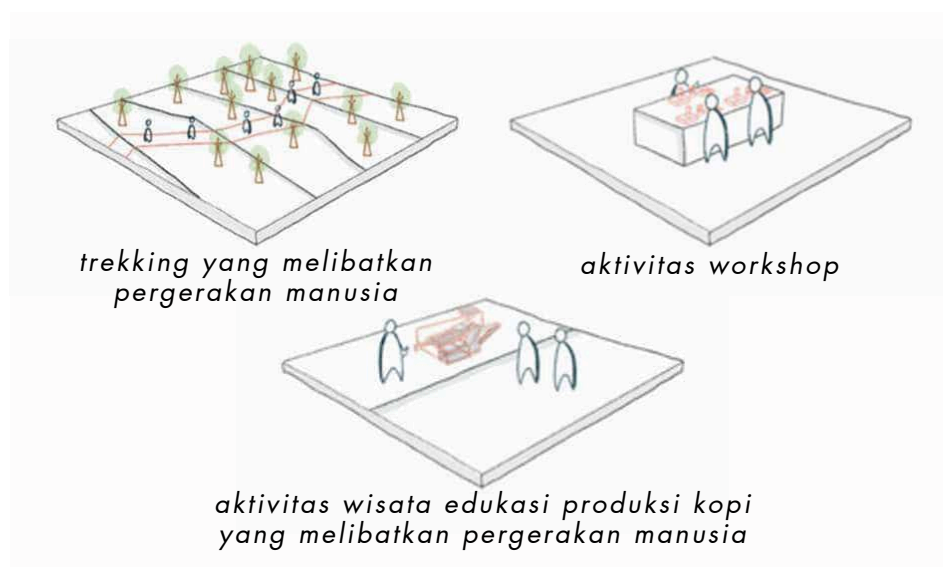 trekking yang melibatkan
pergerakan manusia
aktivitas workshop
aktivitas wisata edukasi produksi kopi
yang melibatkan pergerakan manusia